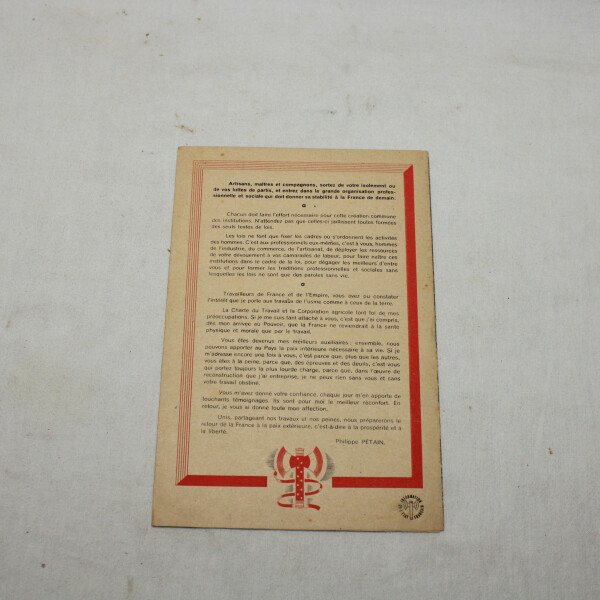 Artisans, maîtres et compagnons, sortez de votre isolement ou
de vos luttes de partis, et entrez dans la grande organisation profes-
sionnelle et sociale qui doit donner sa stabilité à la France de demain.
Chacun doit faire l'effort nécessaire pour cette création commune
des institutions. N'attendez pas que celles-ci jaillissent toutes formées
des seuls textes de lois.
Les lois ne font que fixer les cadres où s'ordonnent les activités
des hommes. C'est aux professionnels eux-mêmes, c'est à vous, hommes
de l'industrie, du commerce, de l'artisanat, de déployer les ressources
de votre dévouement à vos camarades de labeur, pour faire naître ces
institutions dans le cadre de la loi, pour dégager les meilleurs d'entre
vous et pour former les traditions professionnelles et sociales sans
lesquelles les lois ne sont que des paroles sans vie.
Travailleurs de France et de l'Empire, vous avez pu constater
l'intérêt que je porte aux travaux de l'usine comme à ceux de la terre.
La Charte du Travail et la Corporation agricole font foi de mes
préoccupations. Si je me suis tant attaché à vous, c'est que j'ai compris,
dès mon arrivée au Pouvoir, que la France ne reviendrait à la santé
physique et morale que par le travail.
Vous êtes devenus mes meilleurs auxiliaires : ensemble, nous
pouvons apporter au Pays la paix intérieure nécessaire à sa vie. Si je
m'adresse encore une fois à vous, c'est parce que, plus que les autres,
vous êtes à la peine, parce que, des épreuves et des deuils, c'est vous
qui portez toujours la plus lourde charge, parce que, dans l'œuvre de
reconstruction que j'ai entreprise, je ne peux rien sans vous et sans
votre travail obstiné.
Vous m'avez donné votre confiance, chaque jour m'en apporte de
touchants témoignages. Ils sont pour moi le meilleur réconfort. En
retour, je vous ai donné toute mon affection.
Unis, partageant nos travaux et nos peines, nous préparerons le
retour de la France à la paix extérieure, c'est-à-dire à la prospérité et à
la liberté.
Philippe PÉTAIN.
INFORMATION